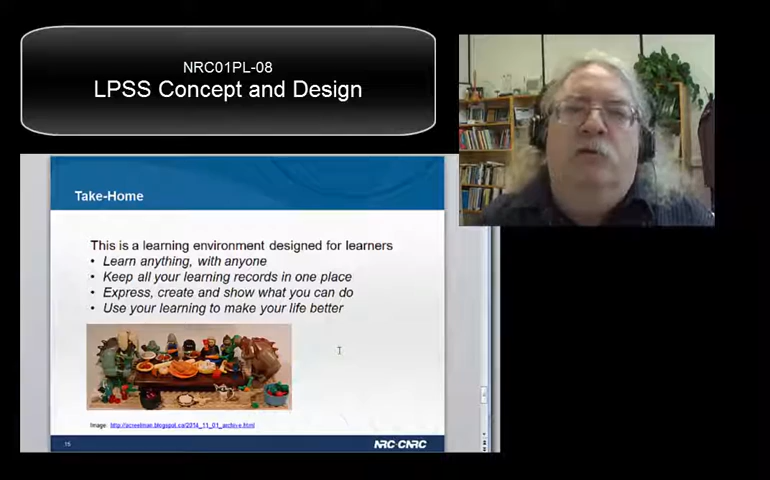 NRC01PL-08
LPSS Concept and Design
Take-Home
This is a learning environment designed for learners
• Learn anything, with anyone
• Keep all your learning records in one place
• Express, create and show what you can do
• Use your learning to make your life better
Image: http://acreelman.blogspot.ca/2014_11_01_archive.html
15
NRC·CNRC